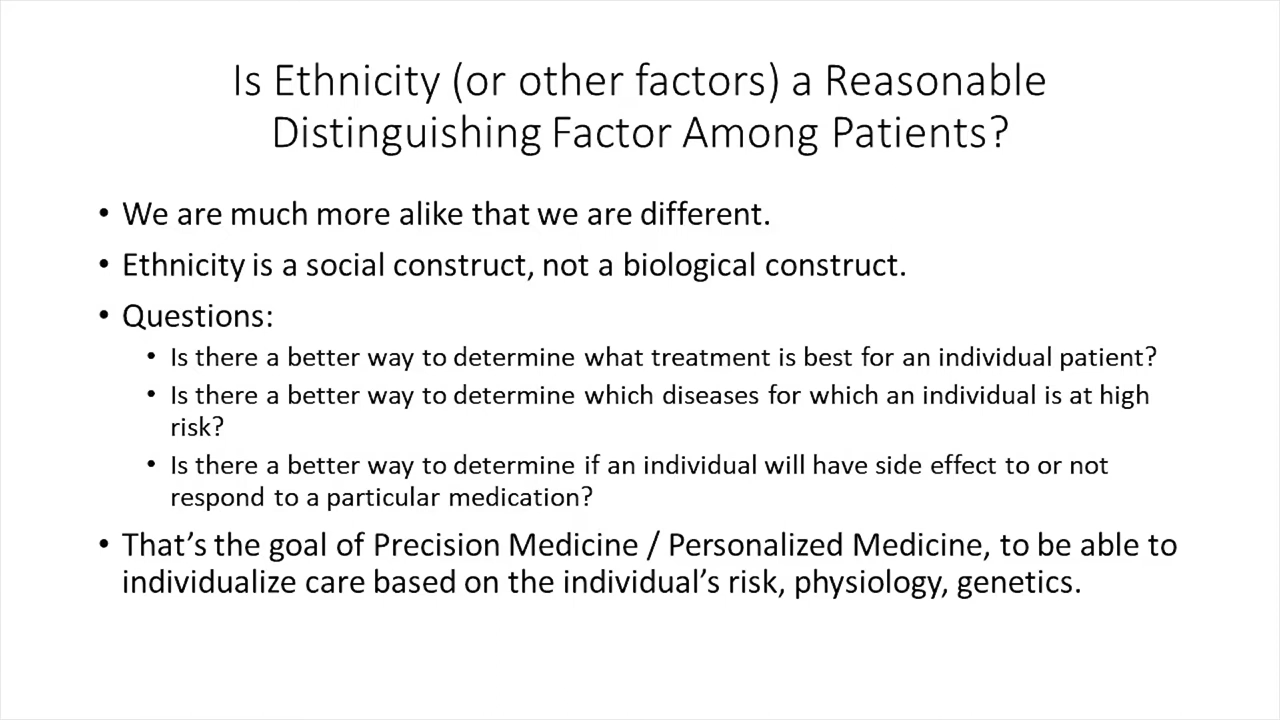 Is Ethnicity (or other factors) a Reasonable
Distinguishing Factor Among Patients?
• We are much more alike that we are different.
• Ethnicity is a social construct, not a biological construct.
• Questions:
• Is there a better way to determine what treatment is best for an individual patient?
• Is there a better way to determine which diseases for which an individual is at high
risk?
• Is there a better way to determine if an individual will have side effect to or not
respond to a particular medication?
• That’s the goal of Precision Medicine / Personalized Medicine, to be able to
individualize care based on the individual’s risk, physiology, genetics.